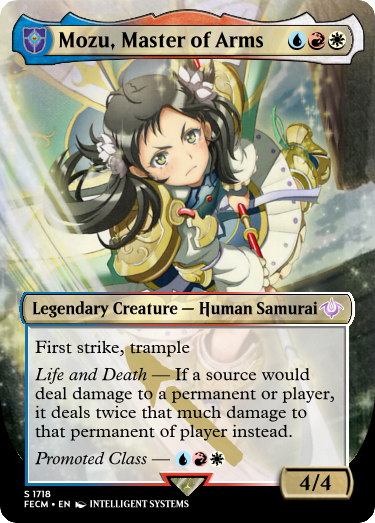 Mozu, Master of Arms
Legendary Creature — Human Samurai
First strike, trample
Life and Death — If a source would
deal damage to a permanent or player,
it deals twice that much damage to
that permanent of player instead.
Promoted Class —
4/4
S 1718
FECM • EN INTELLIGENT SYSTEMS